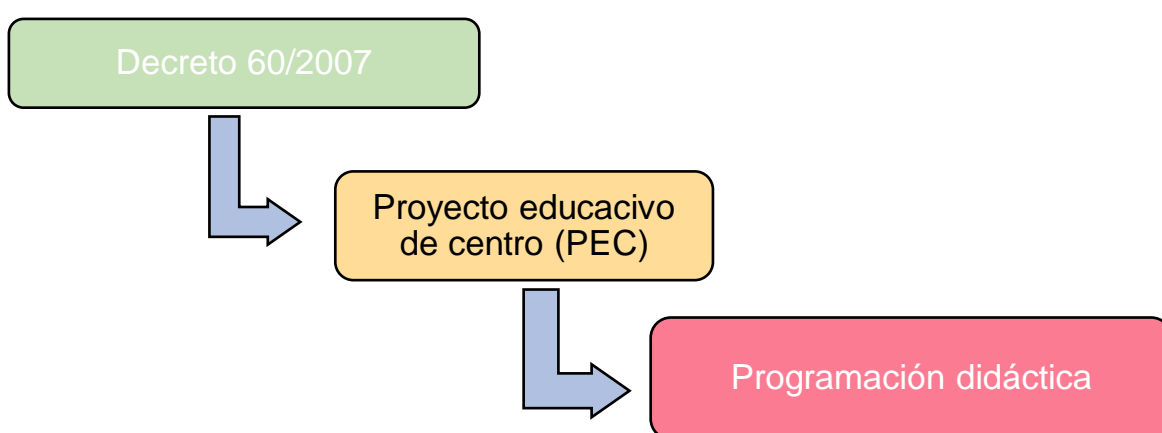 Decreto 60/2007
Proyecto educacivo
de centro (PEC)
Programación didáctica